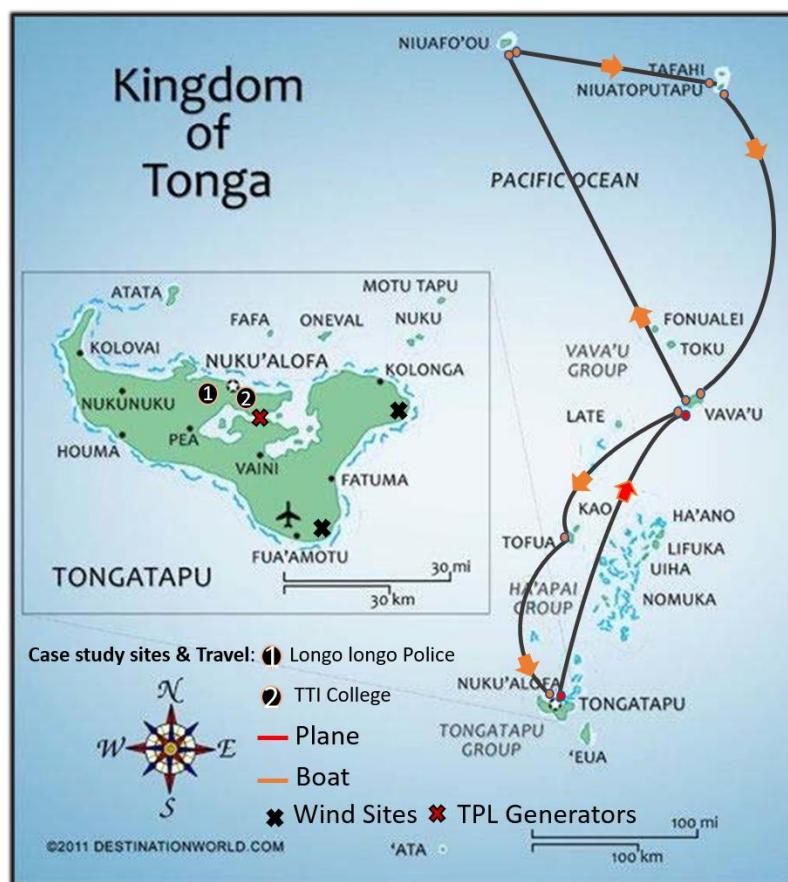 Kingdom
of
Tonga
NIUAFO'OU
TAFAHI
NIUATOPUTAPU
PACIFIC OCEAN
FONUALEI
TOKU
VAVA'U
GROUP
VAVA'U
LATE
KAO
TOFUA
HA'ANO
LIFUKA
UIHA
HA'APAI
GROUP
NOMUKA
NUKU'ALOFA
TONGATAPU
TONGATAPU
GROUP
'EUA
'ATA
100 mi
100 km
ATATA
MOTU TAPU
FAFA
ONEVAL
NUKU
KOLOVAI
NUKU'ALOFA
KOLONGA
1
2
NUKUNUKU
PEA
HOUMA
VAINI
FATUMA
FUA'AMOTU
TONGATAPU
30 mi
30 km
Case study sites & Travel: 1 Longo longo Police
2 TTI College
Plane
Boat
Wind Sites TPL Generators
N
W E
S
©2011 DESTINATIONWORLD.COM